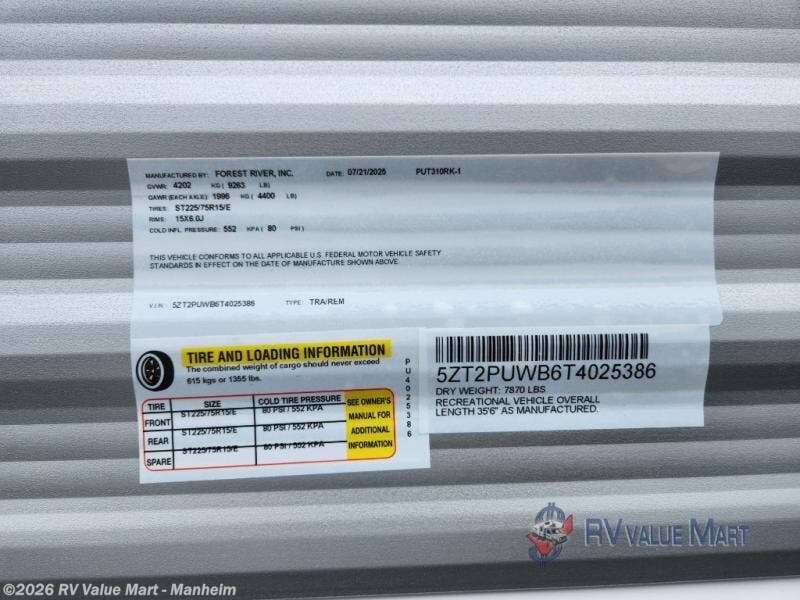 MANUFACTURED BY: FOREST RIVER, INC. DATE: 07/21/2025 PUT310RK-1
GVWR: 4202 KG ( 9263 LB)
GAWR (EACH AXLE): 1996 KG ( 4400 LB)
TIRES: ST225/75R15/E
RIMS: 15X6.0J
COLD INFL. PRESSURE: 552 KPA ( 80 PSI)
THIS VEHICLE CONFORMS TO ALL APPLICABLE U.S. FEDERAL MOTOR VEHICLE SAFETY
STANDARDS IN EFFECT ON THE DATE OF MANUFACTURE SHOWN ABOVE.
V.I.N.: 5ZT2PUWB6T4025386 TYPE: TRA/REM
TIRE AND LOADING INFORMATION
The combined weight of cargo should never exceed
615 kgs or 1355 lbs.
TIRE SIZE COLD TIRE PRESSURE
FRONT ST225/75R15/E 80 PSI / 552 KPA
REAR ST225/75R15/E 80 PSI / 552 KPA
SPARE ST225/75R15/E 80 PSI / 552 KPA
SEE OWNER'S
MANUAL FOR
ADDITIONAL
INFORMATION
PU4025386
5ZT2PUWB6T4025386
DRY WEIGHT: 7870 LBS
RECREATIONAL VEHICLE OVERALL
LENGTH 35'6" AS MANUFACTURED.
RV VALUE MART
©2026 RV Value Mart - Manheim